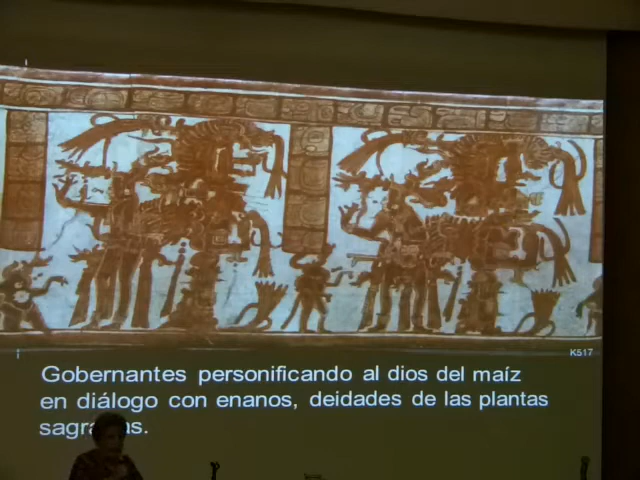 K517
Gobernantes personificando al dios del maíz
en diálogo con enanos, deidades de las plantas